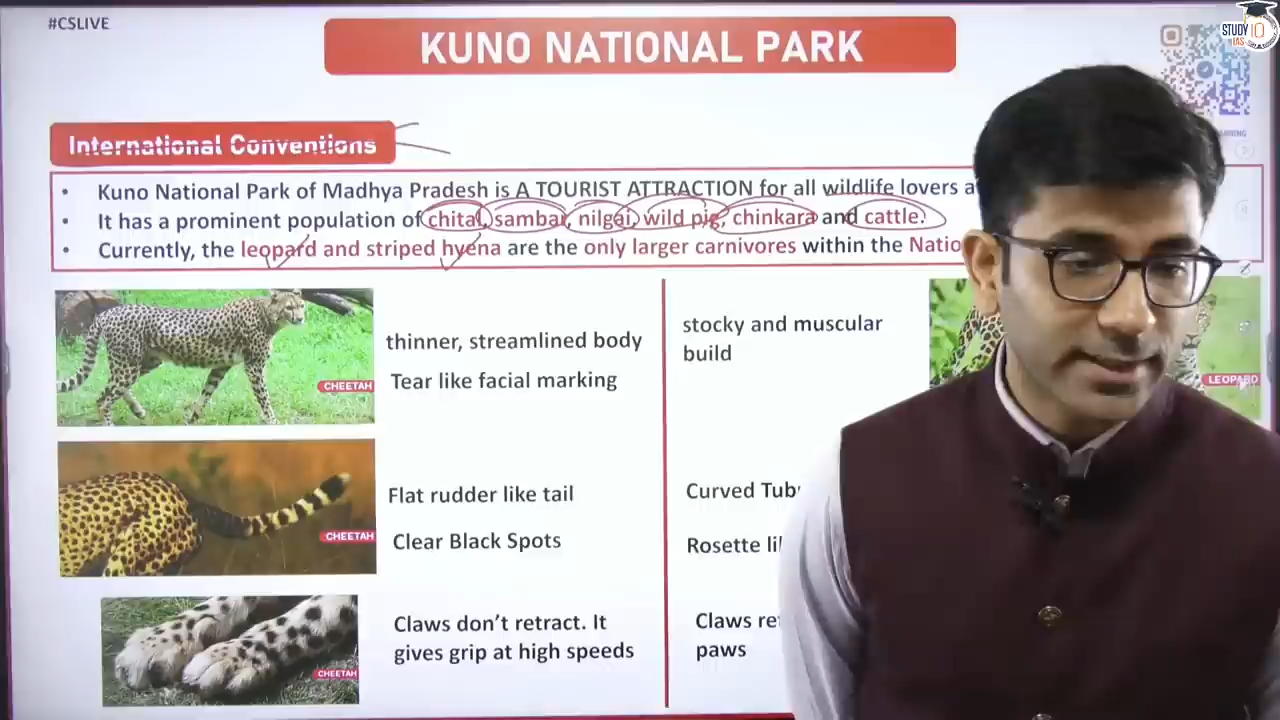 #CSLIVE
KUNO NATIONAL PARK
STUDY IQ
IAS
International Conventions
• Kuno National Park of Madhya Pradesh is A TOURIST ATTRACTION for all wildlife lovers
• It has a prominent population of chital, sambar, nilgai, wild pig, chinkara and cattle.
• Currently, the leopard and striped hyena are the only larger carnivores within the
CHEETAH
thinner, streamlined body
Tear like facial marking
stocky and muscular
build
LEOPARD
CHEETAH
Flat rudder like tail
Clear Black Spots
Curved
Rosette
CHEETAH
Claws don’t retract. It
gives grip at high speeds
Claws
paws